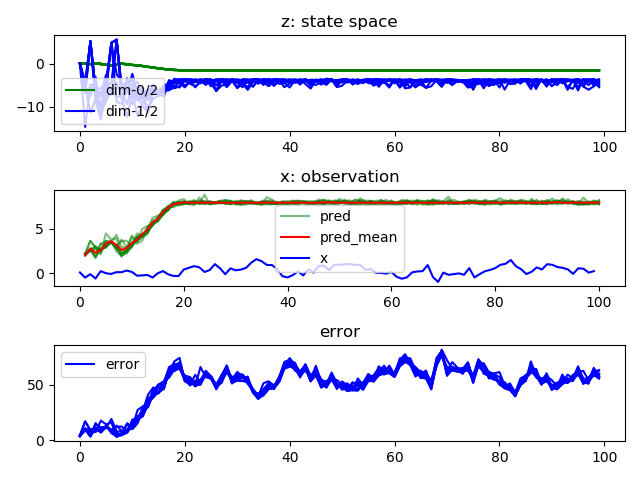 z: state space
0
−10
dim-0/2
dim-1/2
0 20 40 60 80 100
x: observation
5
0
pred
pred_mean
x
0 20 40 60 80 100
error
50
0
error
0 20 40 60 80 100